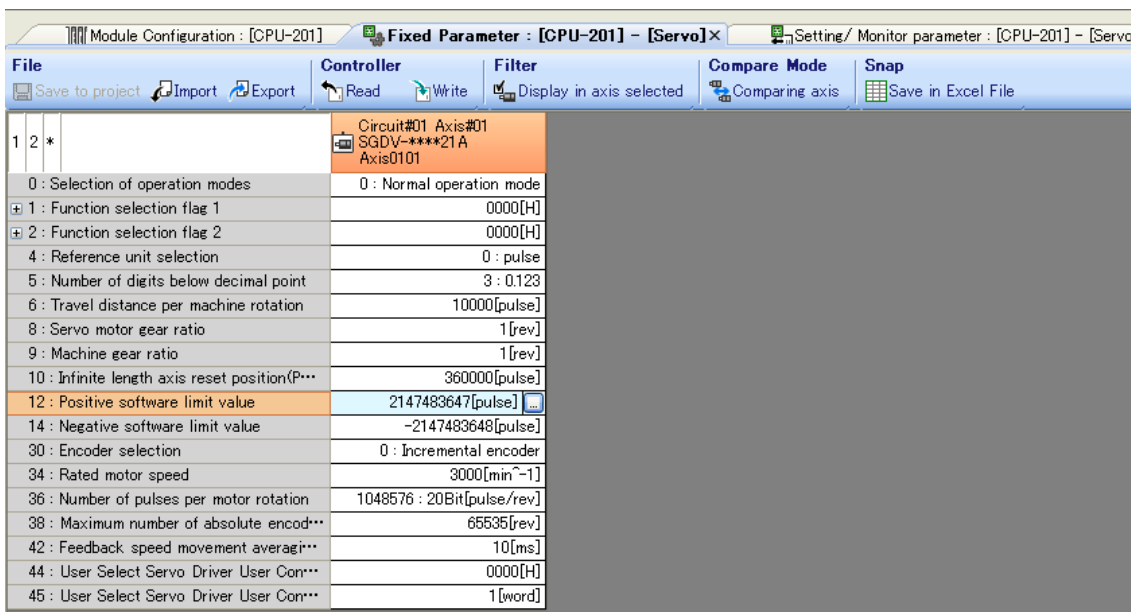 Module Configuration : [CPU-201] Fixed Parameter : [CPU-201] - [Servo]× Setting/ Monitor parameter : [CPU-201] - [Servo
File Controller Filter Compare Mode Snap
Save to project Import Export Read Write Display in axis selected Comparing axis Save in Excel File
1 2 *
Circuit#01 Axis#01
SGDV-****21A
Axis0101
0 : Selection of operation modes 0 : Normal operation mode
1 : Function selection flag 1 0000[H]
2 : Function selection flag 2 0000[H]
4 : Reference unit selection 0 : pulse
5 : Number of digits below decimal point 3 : 0.123
6 : Travel distance per machine rotation 10000[pulse]
8 : Servo motor gear ratio 1[rev]
9 : Machine gear ratio 1[rev]
10 : Infinite length axis reset position(P⋯ 360000[pulse]
12 : Positive software limit value 2147483647[pulse] ...
14 : Negative software limit value -2147483648[pulse]
30 : Encoder selection 0 : Incremental encoder
34 : Rated motor speed 3000[min^-1]
36 : Number of pulses per motor rotation 1048576 : 20Bit[pulse/rev]
38 : Maximum number of absolute encod⋯ 65535[rev]
42 : Feedback speed movement averagi⋯ 10[ms]
44 : User Select Servo Driver User Con⋯ 0000[H]
45 : User Select Servo Driver User Con⋯ 1[word]